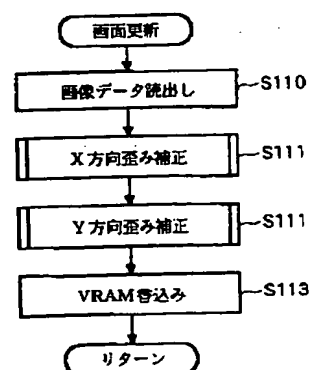 画面更新
画像データ読出し
S110
X方向歪み補正
S111
Y方向歪み補正
S111
VRAM書込み
S113
リターン